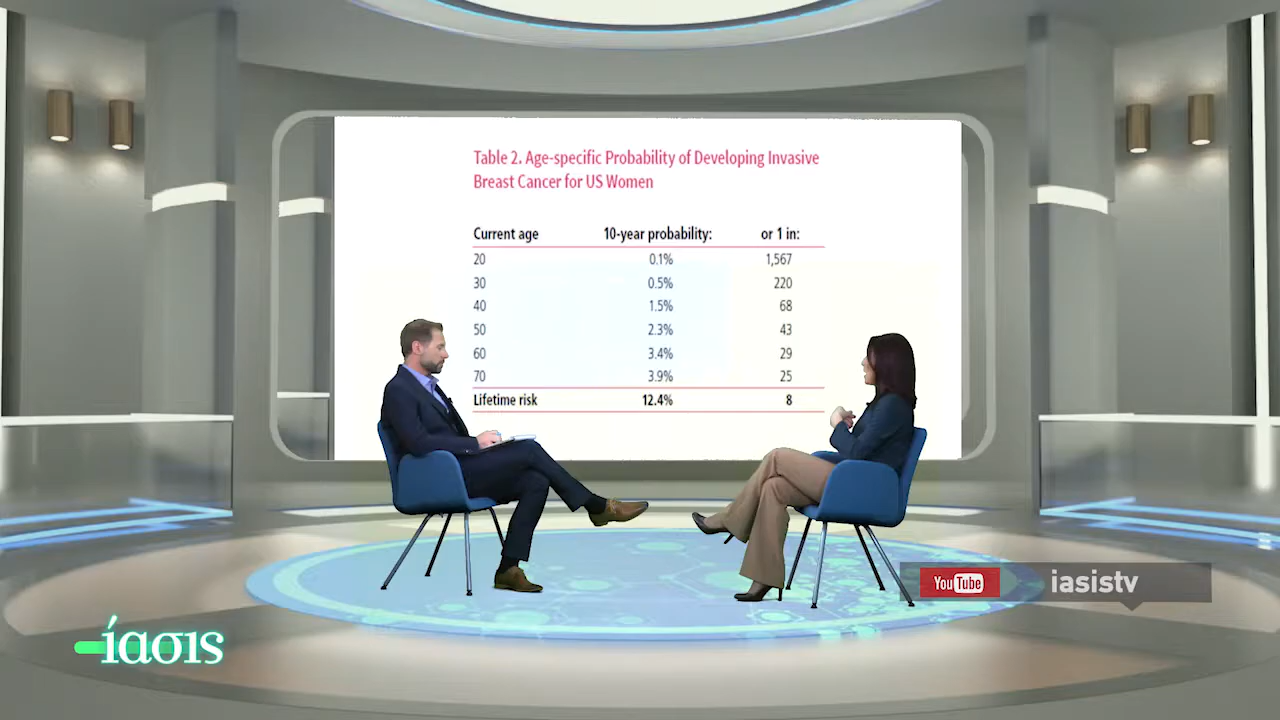 Table 2. Age-specific Probability of Developing Invasive
Breast Cancer for US Women
Current age 10-year probability: or 1 in:
20 0.1% 1,567
30 0.5% 220
40 1.5% 68
50 2.3% 43
60 3.4% 29
70 3.9% 25
Lifetime risk 12.4% 8
YouTube iasistv
ίασις